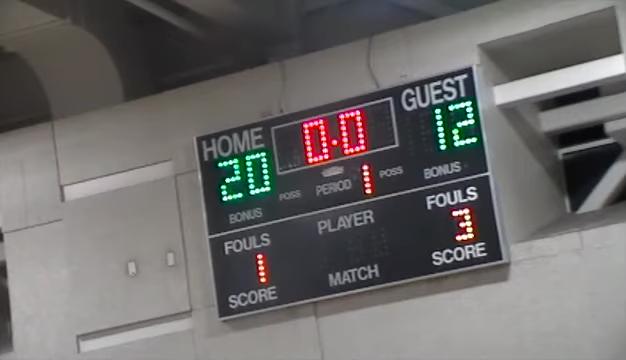 HOME 0.0 GUEST
20 12
BONUS POSS PERIOD 1 POSS BONUS
FOULS PLAYER FOULS
1 3
SCORE MATCH SCORE